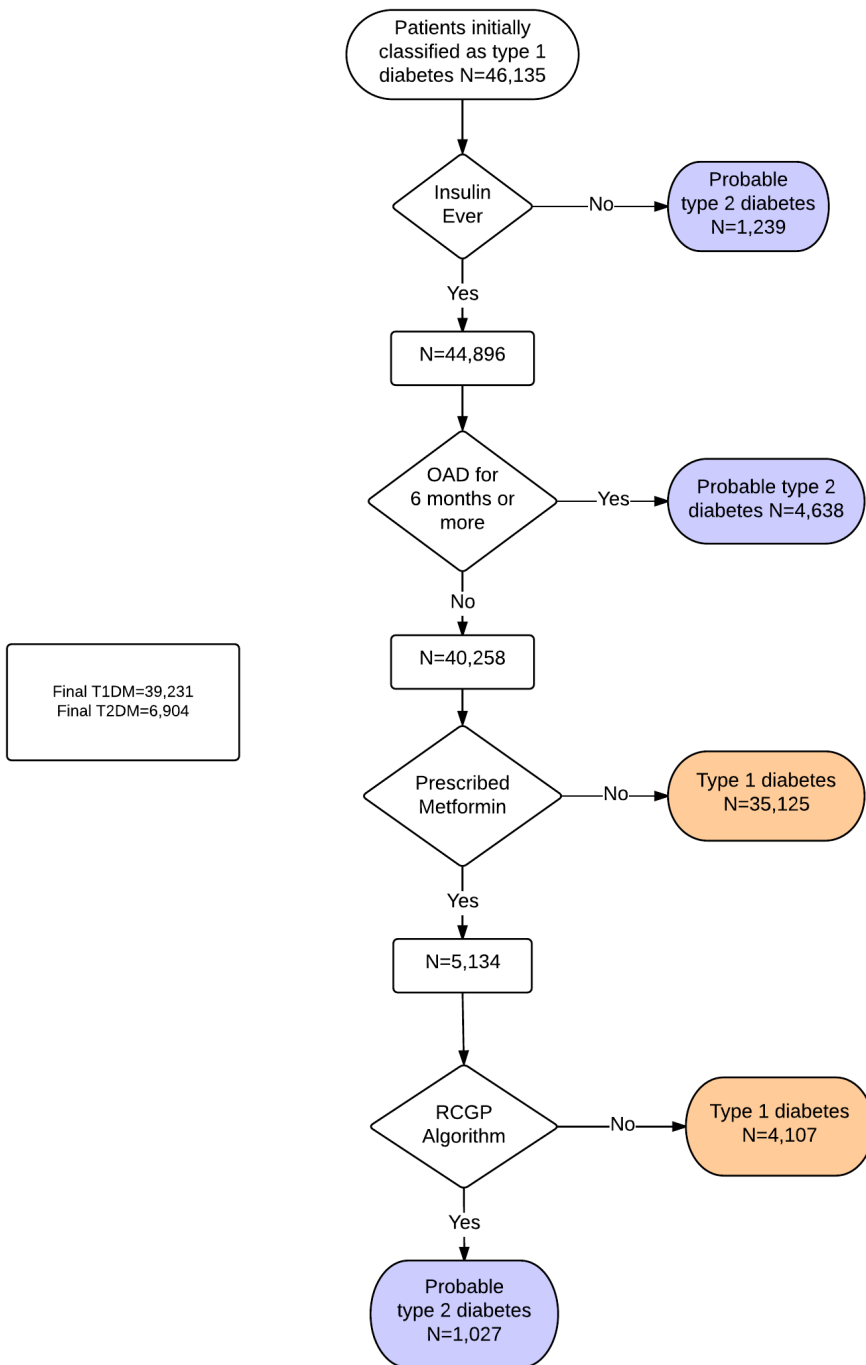 Patients initially
classified as type 1
diabetes N=46,135
Insulin
Ever
No
Probable
type 2 diabetes
N=1,239
Yes
N=44,896
OAD for
6 months or
more
Yes
Probable type 2
diabetes N=4,638
No
N=40,258
Final T1DM=39,231
Final T2DM=6,904
Prescribed
Metformin
No
Type 1 diabetes
N=35,125
Yes
N=5,134
RCGP
Algorithm
No
Type 1 diabetes
N=4,107
Yes
Probable
type 2 diabetes
N=1,027